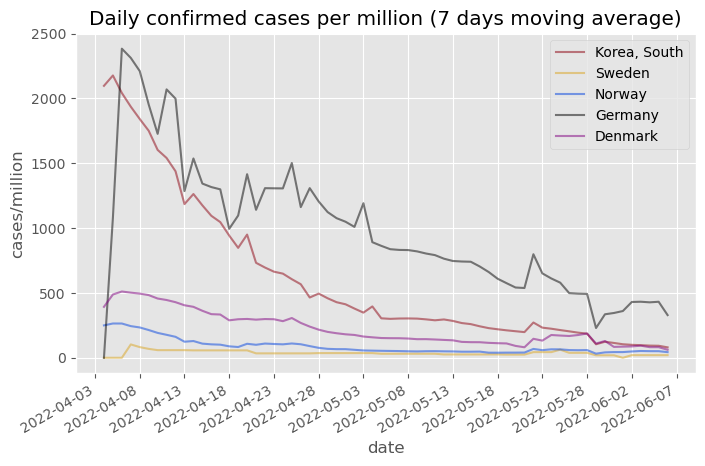 Daily confirmed cases per million (7 days moving average)
2500
2000
1500
1000
500
0
cases/million
Korea, South
Sweden
Norway
Germany
Denmark
2022-04-03
2022-04-08
2022-04-13
2022-04-18
2022-04-23
2022-04-28
2022-05-03
2022-05-08
2022-05-13
2022-05-18
2022-05-23
2022-05-28
2022-06-02
2022-06-07
date